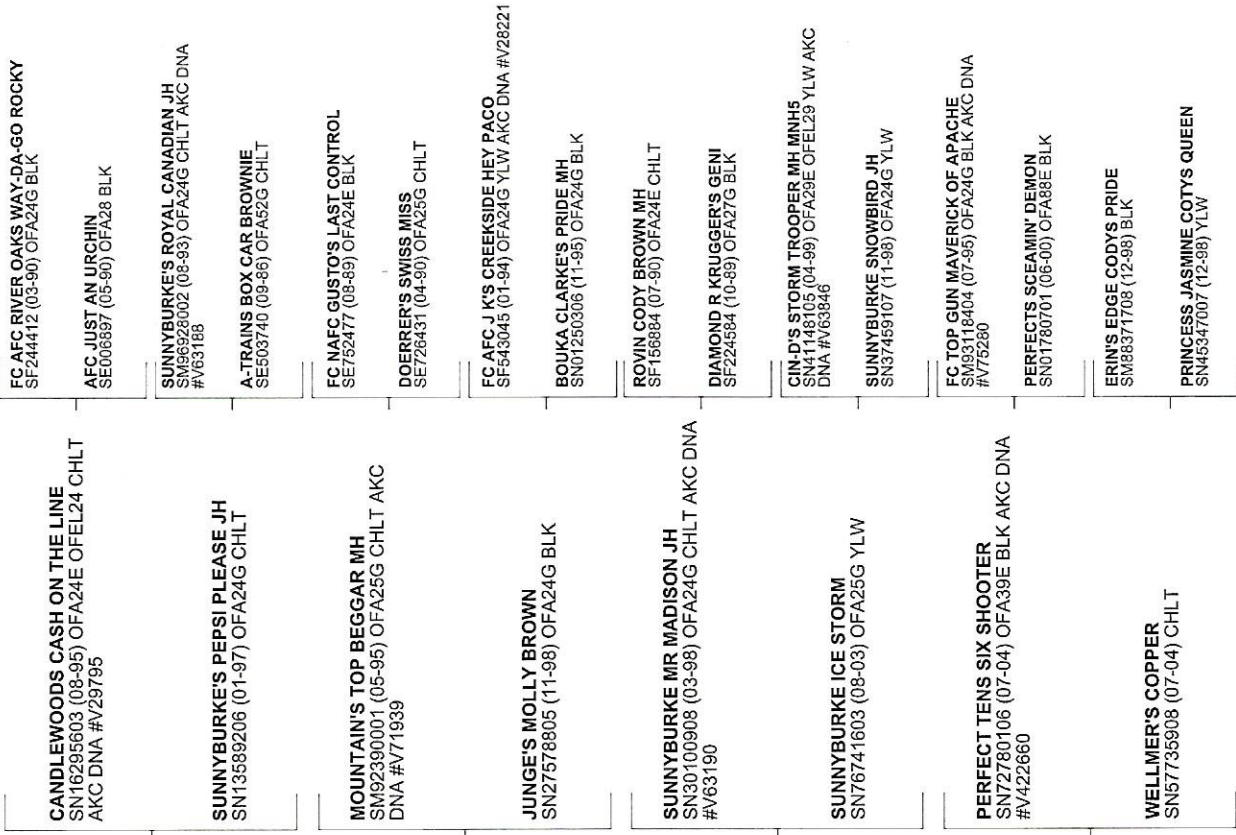 CANDLEWOODS CASH ON THE LINE
SN16295603 (08-95) OFA24E OFEL24 CHLT
AKC DNA #V29795
SUNNYBURKE'S PEPSI PLEASE JH
SN13589206 (01-97) OFA24G CHLT
MOUNTAIN'S TOP BEGGAR MH
SM92390001 (05-95) OFA25G CHLT AKC
DNA #V71939
JUNGE'S MOLLY BROWN
SN27578805 (11-98) OFA24G BLK
SUNNYBURKE MR MADISON JH
SN30100908 (03-98) OFA24G CHLT AKC DNA
#V63190
SUNNYBURKE ICE STORM
SN76741603 (08-03) OFA25G YLW
PERFECT TENS SIX SHOOTER
SN72780106 (07-04) OFA39E BLK AKC DNA
#V422660
WELLMER'S COPPER
SN57735908 (07-04) CHLT
FC AFC RIVER OAKS WAY-DA-GO ROCKY
SF244412 (03-90) OFA24G BLK
AFC JUST AN URCHIN
SE006897 (05-90) OFA28 BLK
SUNNYBURKE'S ROYAL CANADIAN JH
SM96928002 (08-93) OFA24G CHLT AKC DNA
#V63188
A-TRAINS BOX CAR BROWNIE
SE503740 (09-86) OFA52G CHLT
FC NAFC GUSTO'S LAST CONTROL
SE752477 (08-89) OFA24E BLK
DOERRER'S SWISS MISS
SE726431 (04-90) OFA25G CHLT
FC AFC J K'S CREEKSIDE HEY PACO
SF543045 (01-94) OFA24G YLW AKC DNA #V28221
BOUKA CLARKE'S PRIDE MH
SN01250306 (11-95) OFA24G BLK
ROVIN CODY BROWN MH
SF156884 (07-90) OFA24E CHLT
DIAMOND R KRUGGER'S GENI
SF224584 (10-89) OFA27G BLK
CIN-D'S STORM TROOPER MH MNH5
SN41148105 (04-99) OFA29E OFEL29 YLW AKC
DNA #V63846
SUNNYBURKE SNOWBIRD JH
SN37459107 (11-98) OFA24G YLW
FC TOP GUN MAVERICK OF APACHE
SM93118404 (07-95) OFA24G BLK AKC DNA
#V75280
PERFECTS SCEAMIN' DEMON
SN01780701 (06-00) OFA88E BLK
ERIN'S EDGE CODYS PRIDE
SM88371708 (12-98) BLK
PRINCESS JASMINE COTYS QUEEN
SN45347007 (12-98) YLW